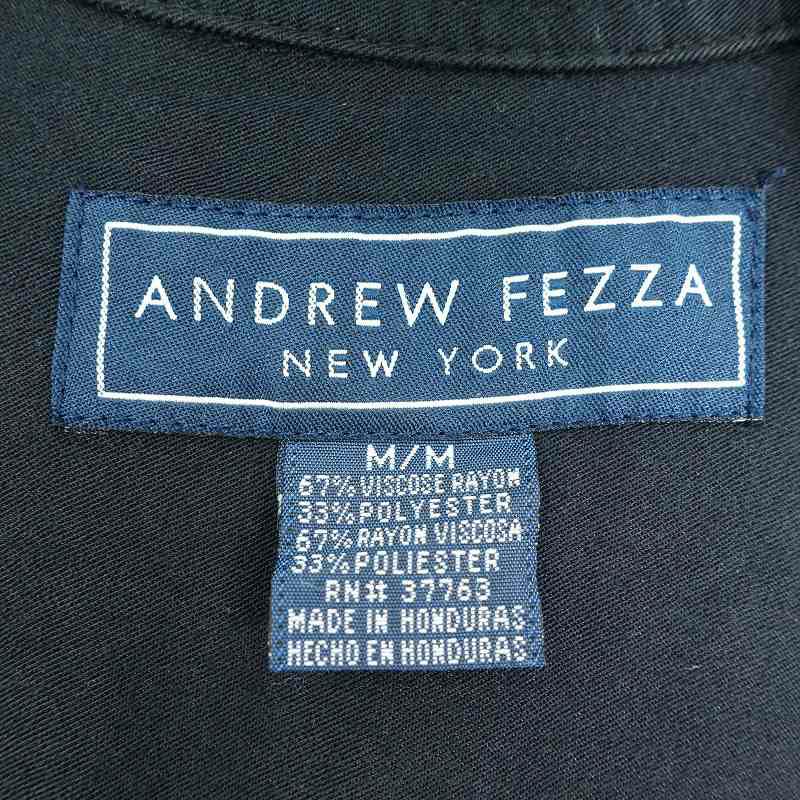 ANDREW FEZZA
NEW YORK
M/M
67% VISCOSE RAYON
33% POLYESTER
67% RAYON VISCOSA
33% POLIESTER
RN# 37763
MADE IN HONDURAS
HECHO EN HONDURAS